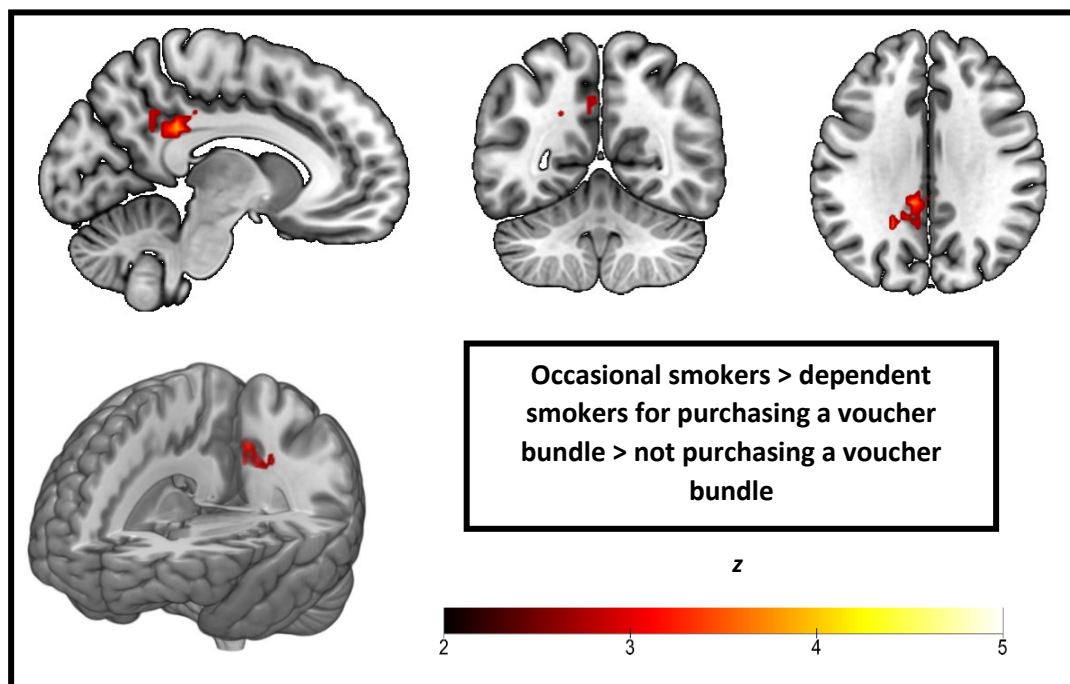 Occasional smokers > dependent
smokers for purchasing a voucher
bundle > not purchasing a voucher
bundle
z
2 3 4 5